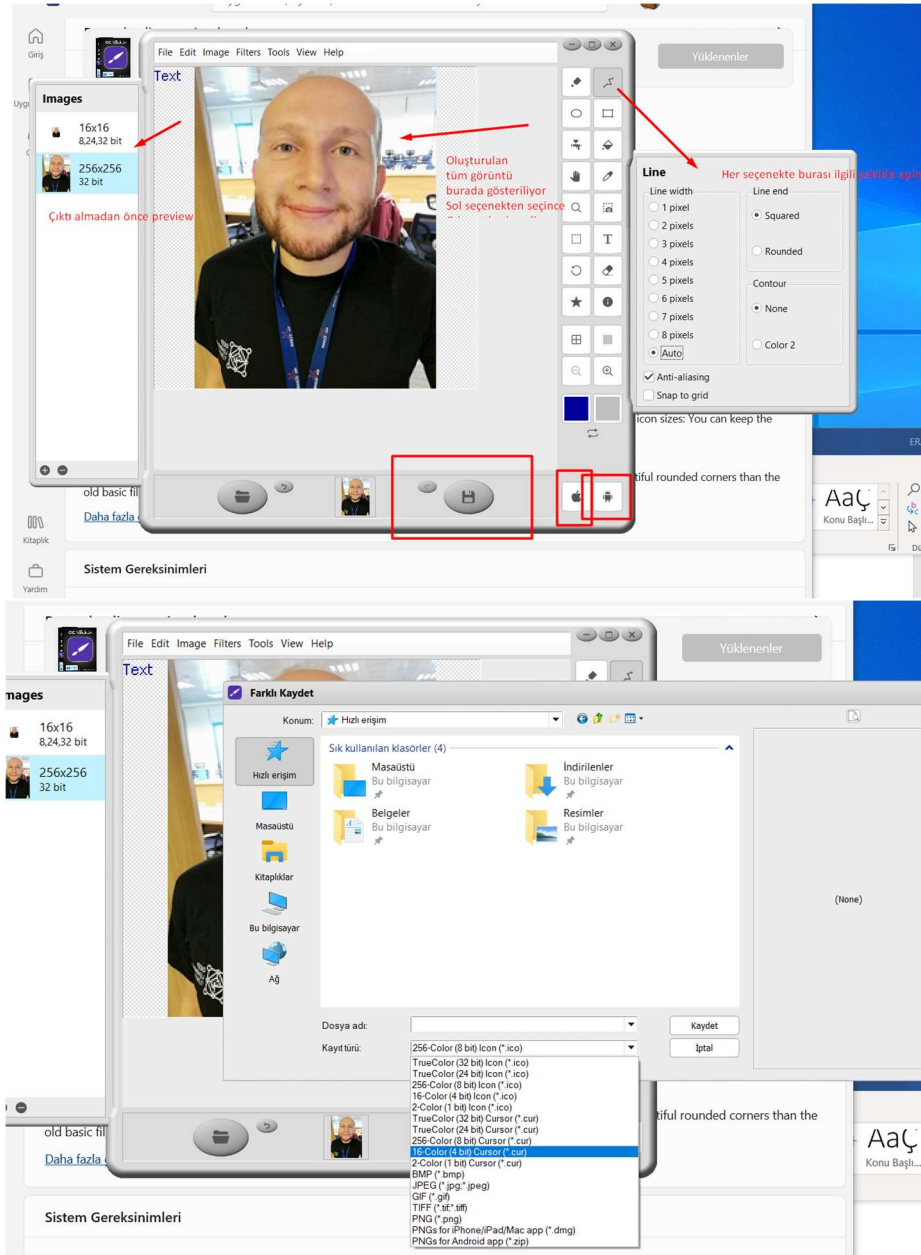 Giriş
Yüklenenler
File Edit Image Filters Tools View Help
Text
Images
16x16
8,24,32 bit
256x256
32 bit
Çıktı almadan önce preview
Oluşturulan
tüm görüntü
burada gösteriliyor
Sol seçenekten seçince
Line
Her seçenekte burası ilgili
Line width
1 pixel
2 pixels
3 pixels
4 pixels
5 pixels
6 pixels
7 pixels
8 pixels
Auto
Line end
Squared
Rounded
Contour
None
Color 2
Anti-aliasing
Snap to grid
T
icon sizes: You can keep the
tiful rounded corners than the
old basic fil
Daha fazla
Kitaplık
Sistem Gereksinimleri
Yardım
AaÇ
Konu Başlı...
File Edit Image Filters Tools View Help
Yüklenenler
Text
mages
16x16
8,24,32 bit
256x256
32 bit
Farklı Kaydet
Konum:
Hızlı erişim
Hızlı erişim
Masaüstü
Kitaplıklar
Bu bilgisayar
Ağ
Sık kullanılan klasörler (4)
Masaüstü
Bu bilgisayar
İndirilenler
Bu bilgisayar
Belgeler
Bu bilgisayar
Resimler
Bu bilgisayar
(None)
Dosya adı:
Kaydet
Kayıt türü:
256-Color (8 bit) Icon (*.ico)
İptal
TrueColor (32 bit) Icon (*.ico)
TrueColor (24 bit) Icon (*.ico)
256-Color (8 bit) Icon (*.ico)
16-Color (4 bit) Icon (*.ico)
2-Color (1 bit) Icon (*.ico)
TrueColor (32 bit) Cursor (*.cur)
TrueColor (24 bit) Cursor (*.cur)
256-Color (8 bit) Cursor (*.cur)
16-Color (4 bit) Cursor (*.cur)
2-Color (1 bit) Cursor (*.cur)
BMP (*.bmp)
JPEG (*.jpg;*.jpeg)
GIF (*.gif)
TIFF (*.tif;*.tiff)
PNG (*.png)
PNGs for iPhone/iPad/Mac app (*.dmg)
PNGs for Android app (*.zip)
tiful rounded corners than the
old basic fil
Daha fazla
AaÇ
Konu Başlı...
Sistem Gereksinimleri